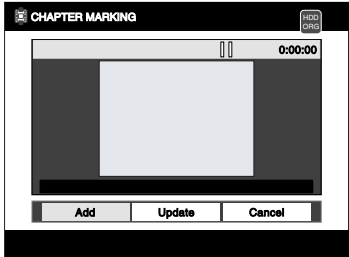 CHAPTER MARKING
HDD
ORG
0:00:00
Add
Update
Cancel